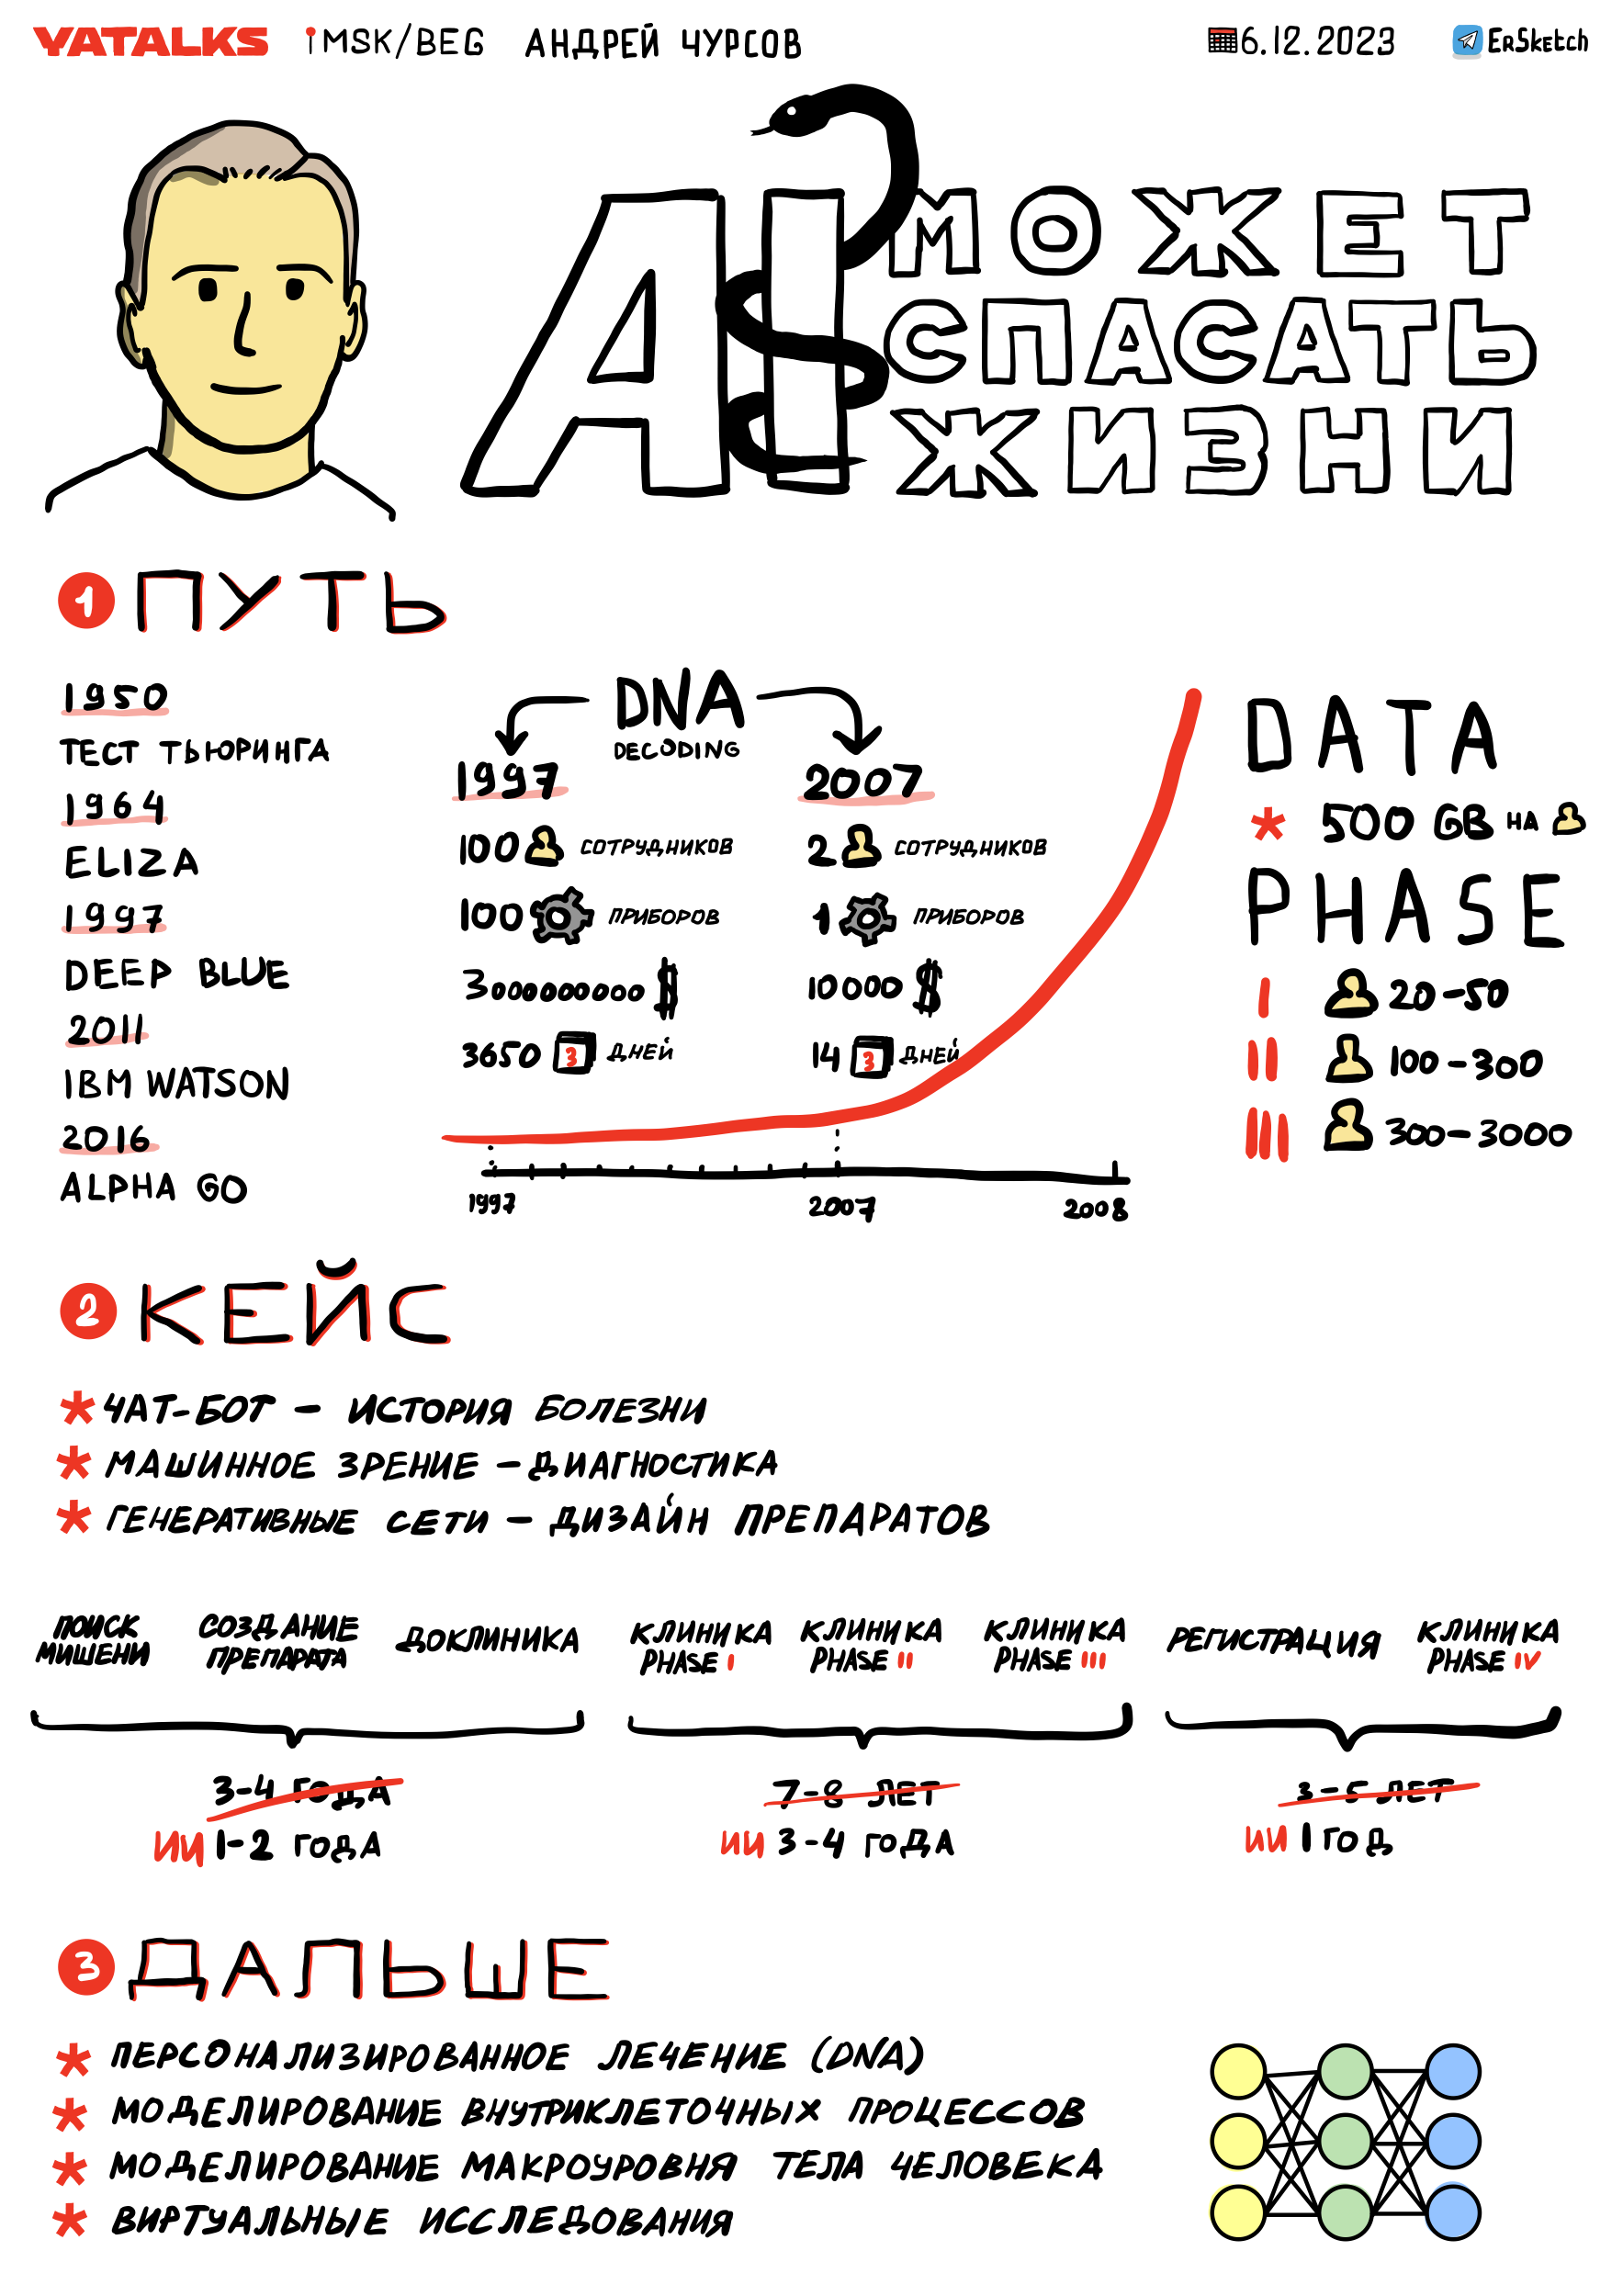 YATALKS MSK/BEG АНДРЕЙ ЧУРСОВ 6.12.2023 ERSKETCH
AI МОЖЕТ
СПАСАТЬ
ЖИЗНИ
1 ПУТЬ
1950
ТЕСТ ТЬЮРИНГА
1964
ELIZA
1997
DEEP BLUE
2011
IBM WATSON
2016
ALPHA GO
DNA
DECODING
1997
100 СОТРУДНИКОВ
100 ПРИБОРОВ
3000000000 $
3650 3 ДНЕЙ
2007
2 СОТРУДНИКОВ
1 ПРИБОРОВ
10000 $
14 3 ДНЕЙ
1997 2007 2008
DATA
* 500 GB НА
PHASE
I 20-50
II 100-300
III 300-3000
2 КЕЙС
* ЧАТ-БОТ - ИСТОРИЯ БОЛЕЗНИ
* МАШИННОЕ ЗРЕНИЕ - ДИАГНОСТИКА
* ГЕНЕРАТИВНЫЕ СЕТИ - ДИЗАЙН ПРЕПАРАТОВ
ПОИСК
МИШЕНИ
СОЗДАНИЕ
ПРЕПАРАТА
ДОКЛИНИКА
КЛИНИКА
PHASE I
КЛИНИКА
PHASE II
КЛИНИКА
PHASE III
РЕГИСТРАЦИЯ
КЛИНИКА
PHASE IV
3-4 ГОДА
ИИ 1-2 ГОДА
7-8 ЛЕТ
ИИ 3-4 ГОДА
3-5 ЛЕТ
ИИ 1 ГОД
3 ДАЛЬШЕ
* ПЕРСОНАЛИЗИРОВАННОЕ ЛЕЧЕНИЕ (DNA)
* МОДЕЛИРОВАНИЕ ВНУТРИКЛЕТОЧНЫХ ПРОЦЕССОВ
* МОДЕЛИРОВАНИЕ МАКРОУРОВНЯ ТЕЛА ЧЕЛОВЕКА
* ВИРТУАЛЬНЫЕ ИССЛЕДОВАНИЯ